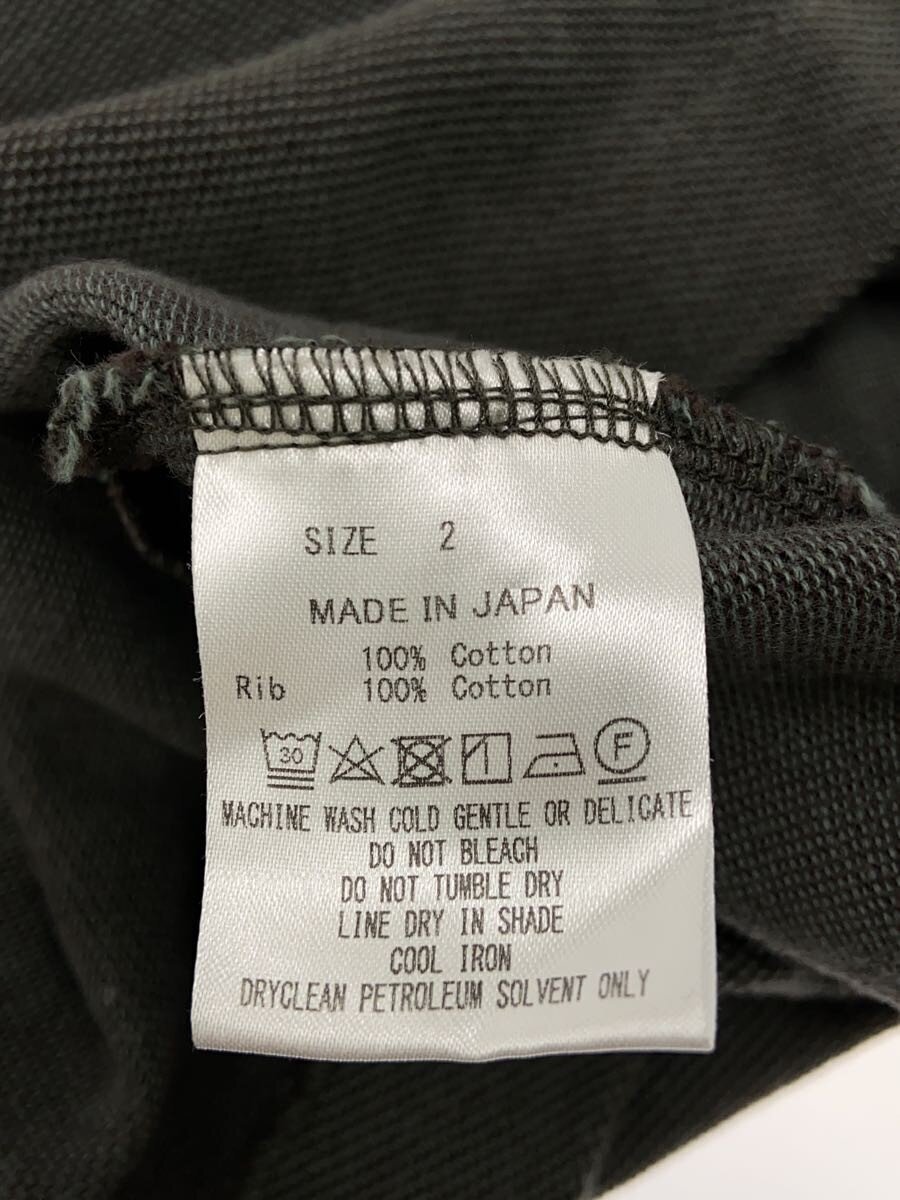 SIZE 2
MADE IN JAPAN
100% Cotton
Rib 100% Cotton
30 F
MACHINE WASH COLD GENTLE OR DELICATE
DO NOT BLEACH
DO NOT TUMBLE DRY
LINE DRY IN SHADE
COOL IRON
DRYCLEAN PETROLEUM SOLVENT ONLY